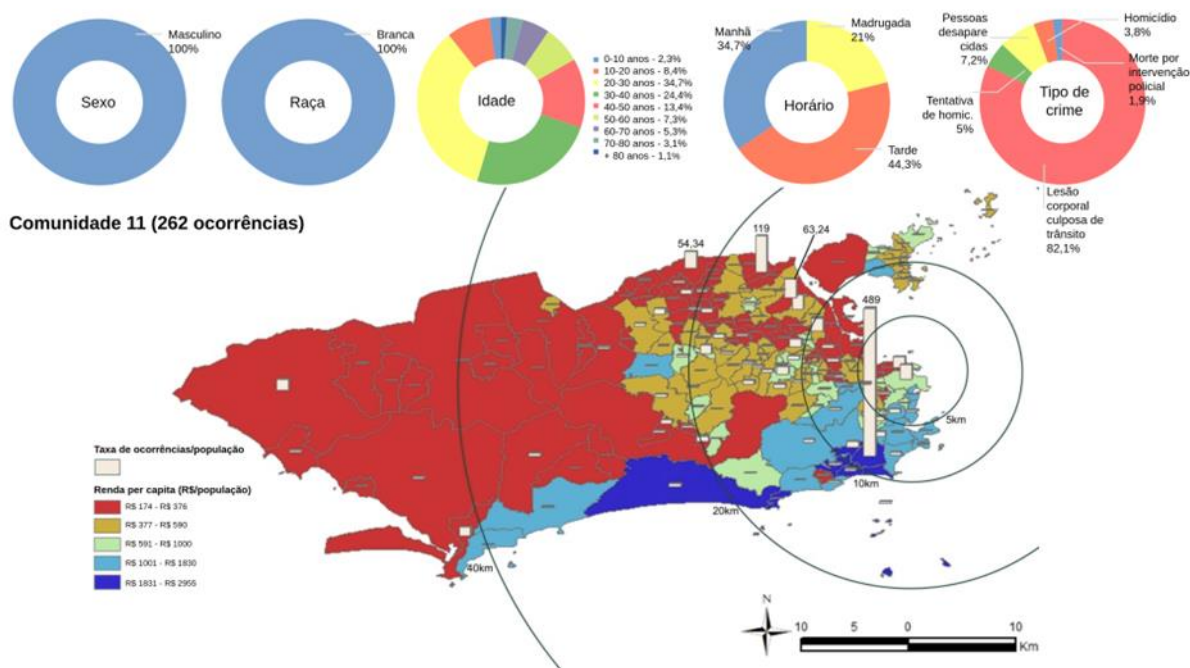 Masculino
100%
Sexo
Branca
100%
Raça
Idade
0-10 anos - 2,3%
10-20 anos - 8,4%
20-30 anos - 34,7%
30-40 anos - 24,4%
40-50 anos - 13,4%
50-60 anos - 7,3%
60-70 anos - 5,3%
70-80 anos - 3,1%
+ 80 anos - 1,1%
Manhã
34,7%
Madrugada
21%
Horário
Tarde
44,3%
Pessoas
desapare
cidas
7,2%
Homicídio
3,8%
Morte por
intervenção
policial
1,9%
Tentativa
de homic.
5%
Tipo de
crime
Lesão
corporal
culposa de
trânsito
82,1%
Comunidade 11 (262 ocorrências)
54,34
119
63,24
489
5km
10km
20km
40km
Taxa de ocorrências/população
Renda per capita (R$/população)
R$ 174 - R$ 376
R$ 377 - R$ 590
R$ 591 - R$ 1000
R$ 1001 - R$ 1830
R$ 1831 - R$ 2955
N
10 5 0 10
Km